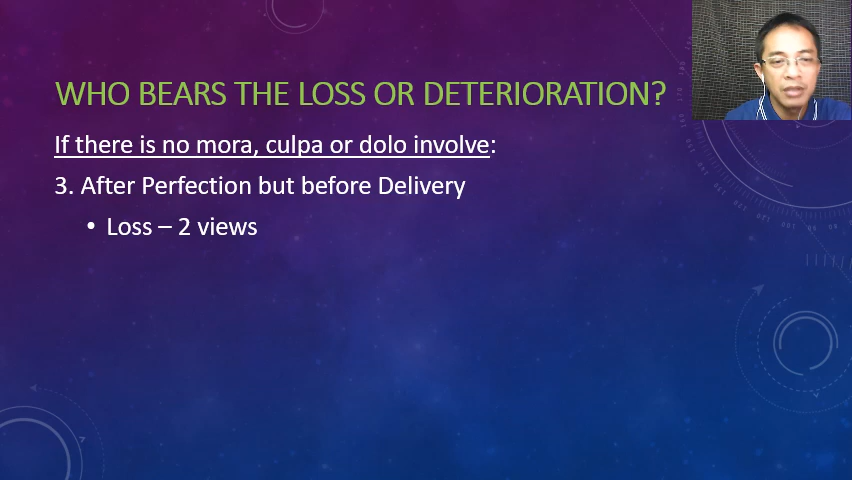 WHO BEARS THE LOSS OR DETERIORATION?
If there is no mora, culpa or dolo involve:
3. After Perfection but before Delivery
• Loss – 2 views